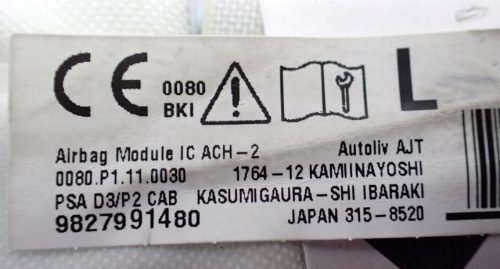 CE 0080 BKI L
Airbag Module IC ACH-2 Autoliv AJT
0080.P1.11.0030 1764-12 KAMIINAYOSHI
PSA D3/P2 CAB KASUMIGAURA-SHI IBARAKI
9827991480 JAPAN 315-8520